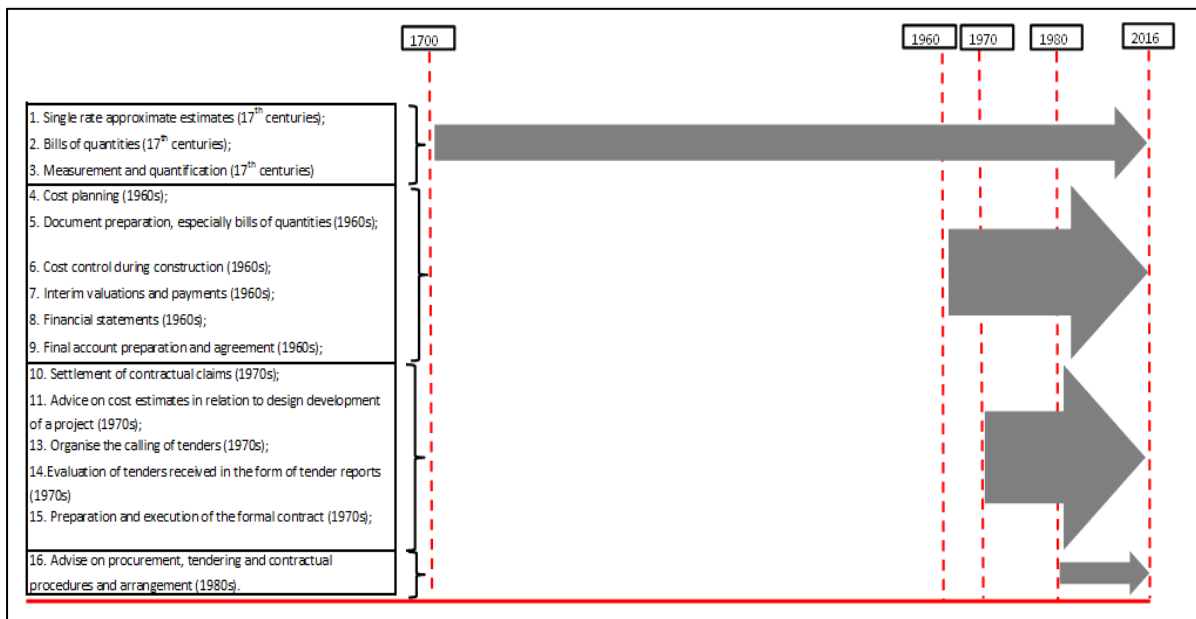 1700
1960
1970
1980
2016
1. Single rate approximate estimates (17th centuries);
2. Bills of quantities (17th centuries);
3. Measurement and quantification (17th centuries)
4. Cost planning (1960s);
5. Document preparation, especially bills of quantities (1960s);
6. Cost control during construction (1960s);
7. Interim valuations and payments (1960s);
8. Financial statements (1960s);
9. Final account preparation and agreement (1960s);
10. Settlement of contractual claims (1970s);
11. Advice on cost estimates in relation to design development
of a project (1970s);
13. Organise the calling of tenders (1970s);
14.Evaluation of tenders received in the form of tender reports
(1970s)
15. Preparation and execution of the formal contract (1970s);
16. Advise on procurement, tendering and contractual
procedures and arrangement (1980s).